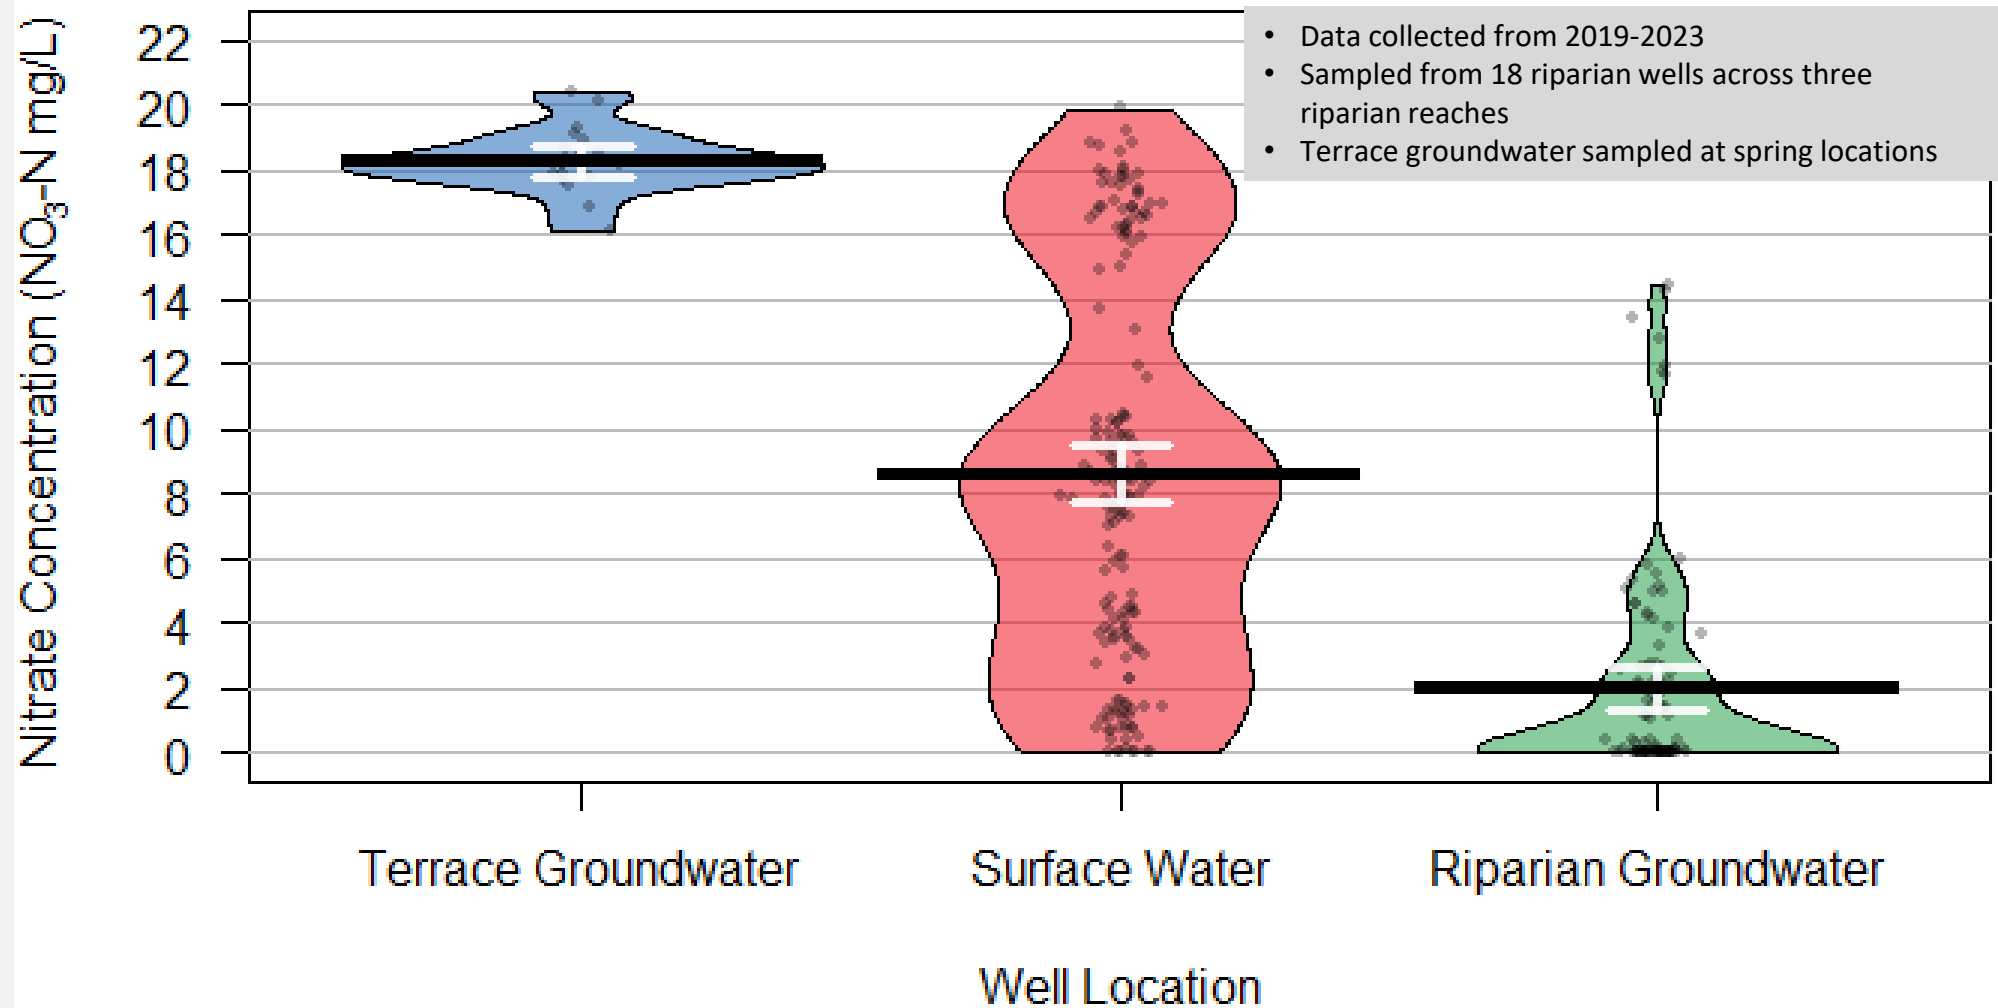 Nitrate Concentration (NO₃-N mg/L)
22
20
18
16
14
12
10
8
6
4
2
0
• Data collected from 2019-2023
• Sampled from 18 riparian wells across three
riparian reaches
• Terrace groundwater sampled at spring locations
Terrace Groundwater
Surface Water
Riparian Groundwater
Well Location